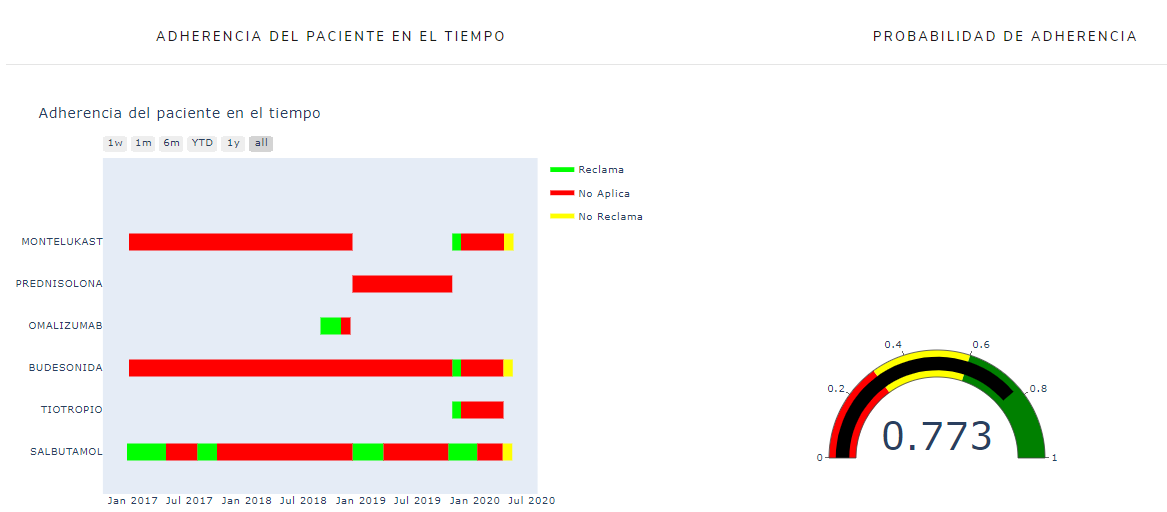 ADHERENCIA DEL PACIENTE EN EL TIEMPO
PROBABILIDAD DE ADHERENCIA
Adherencia del paciente en el tiempo
1w 1m 6m YTD 1y all
Reclama
No Aplica
No Reclama
MONTELUKAST
PREDNISOLONA
OMALIZUMAB
BUDESONIDA
TIOTROPIO
SALBUTAMOL
Jan 2017 Jul 2017 Jan 2018 Jul 2018 Jan 2019 Jul 2019 Jan 2020 Jul 2020
0 0.2 0.4 0.6 0.8 1
0.773